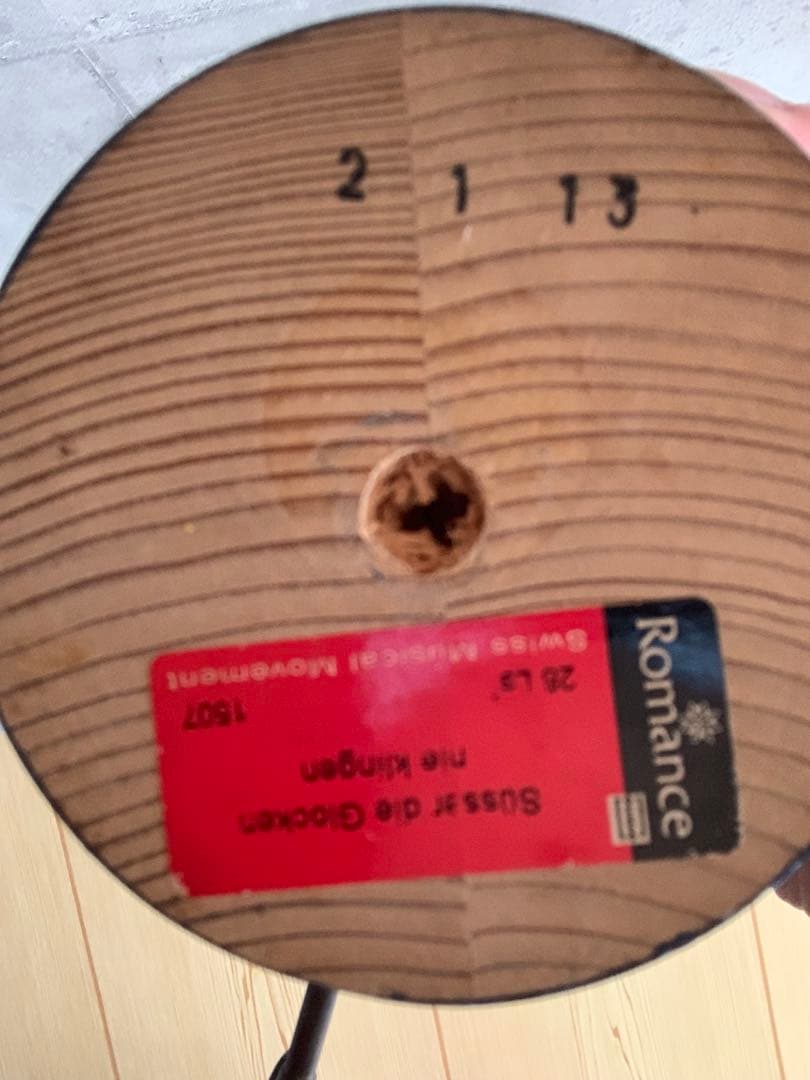 2 1 13
Romance
Süsser die Glocken
nie klingen
28 Ls' 1507
Swiss Musical Movement